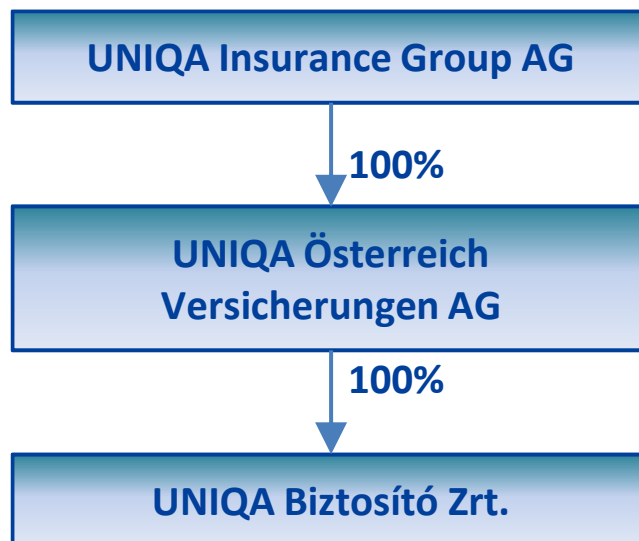 UNIQA Insurance Group AG
100%
UNIQA Österreich
Versicherungen AG
100%
UNIQA Biztosító Zrt.